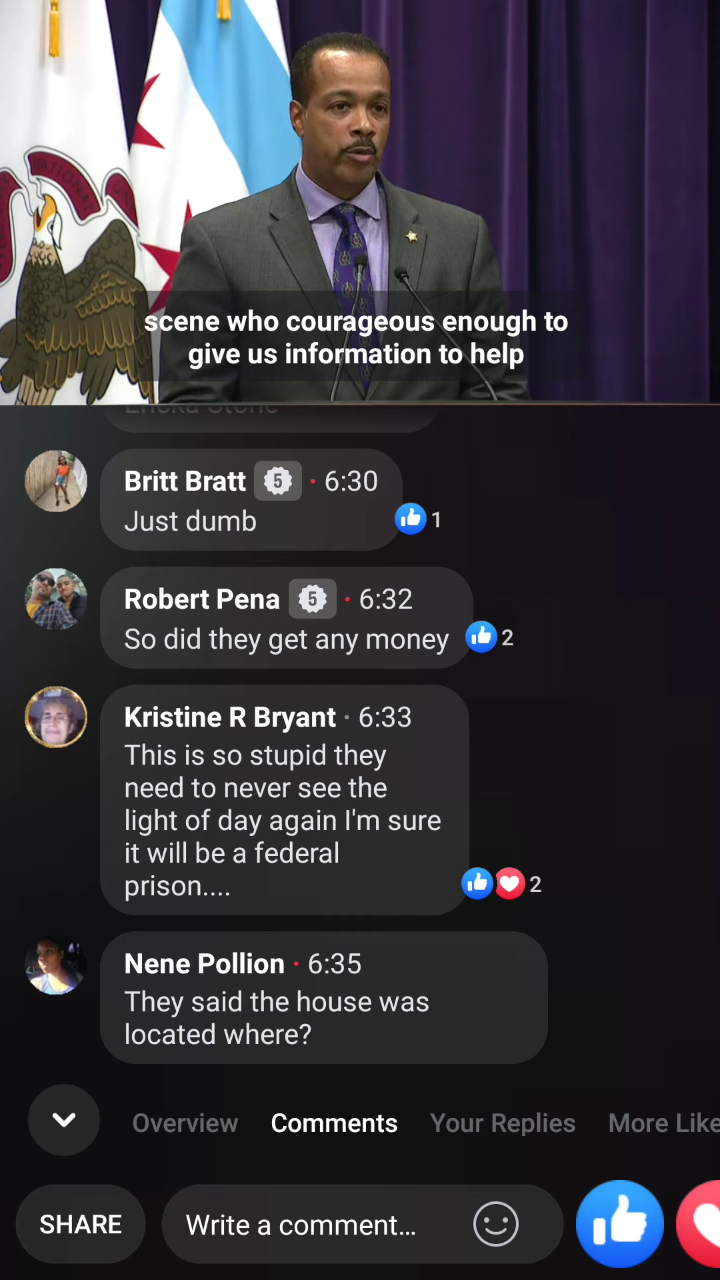 NATIONAL
scene who courageous enough to
give us information to help
Britt Bratt 5 · 6:30
Just dumb
1
Robert Pena 5 · 6:32
So did they get any money
2
Kristine R Bryant · 6:33
This is so stupid they
need to never see the
light of day again I'm sure
it will be a federal
prison....
2
Nene Pollion · 6:35
They said the house was
located where?
Overview Comments Your Replies More Like
SHARE Write a comment...